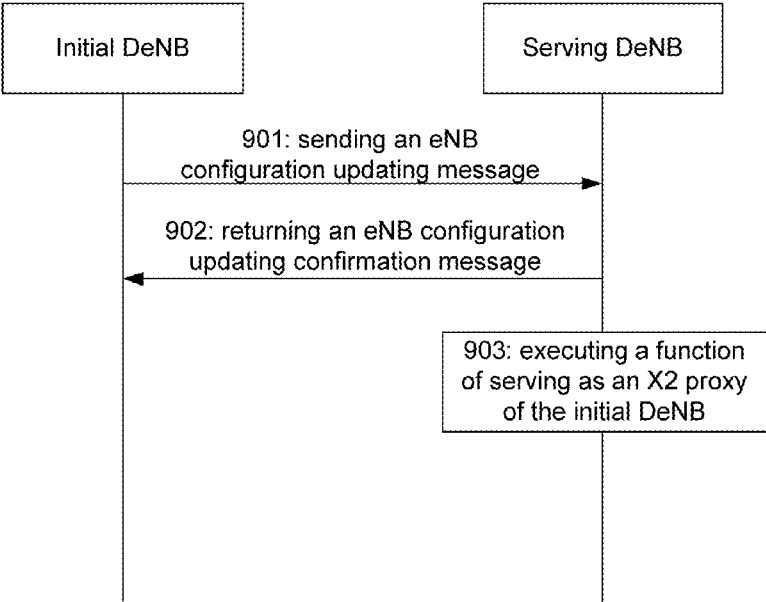 Initial DeNB
Serving DeNB
901: sending an eNB
configuration updating message
902: returning an eNB configuration
updating confirmation message
903: executing a function
of serving as an X2 proxy
of the initial DeNB